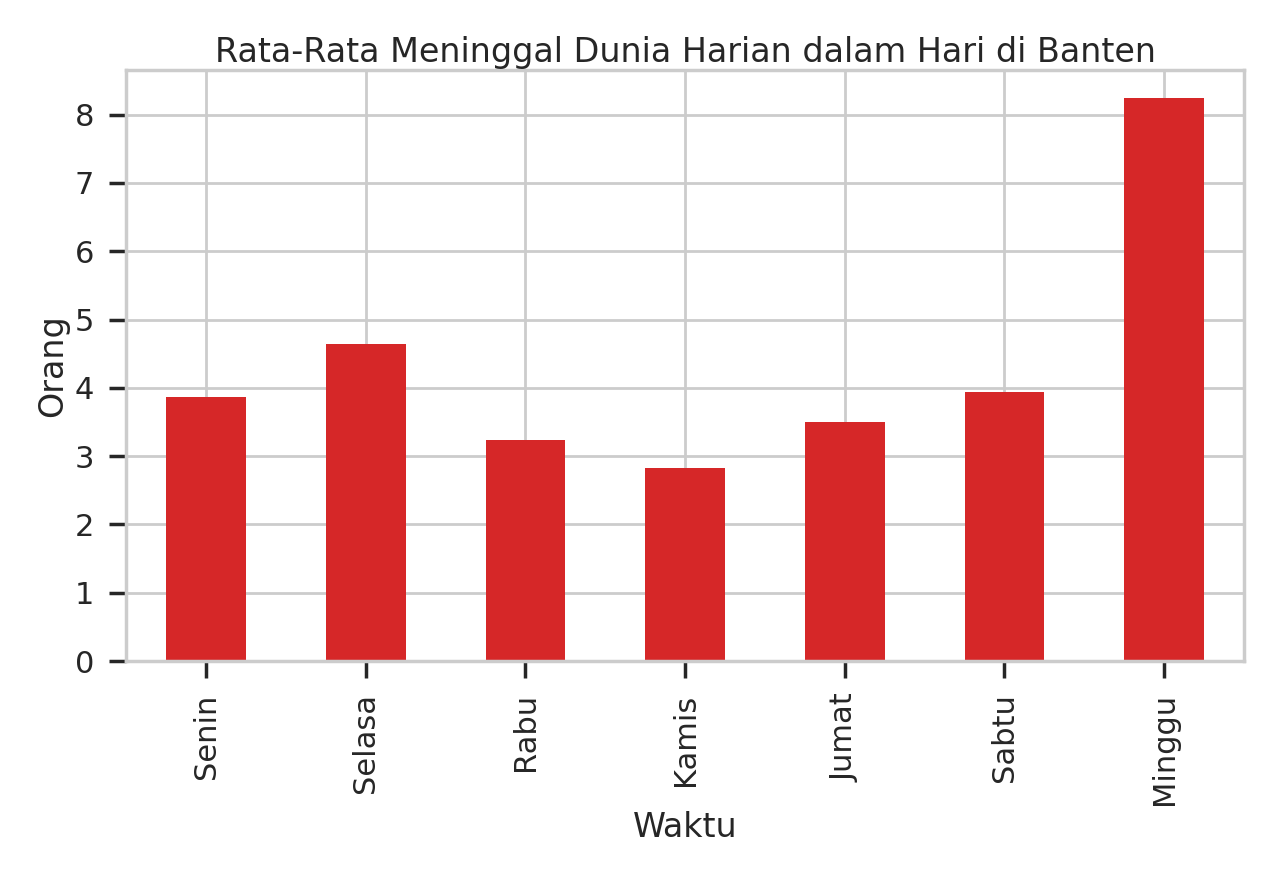 Rata-Rata Meninggal Dunia Harian dalam Hari di Banten
8
7
6
5
4
3
2
1
0
Orang
Senin
Selasa
Rabu
Kamis
Jumat
Sabtu
Minggu
Waktu